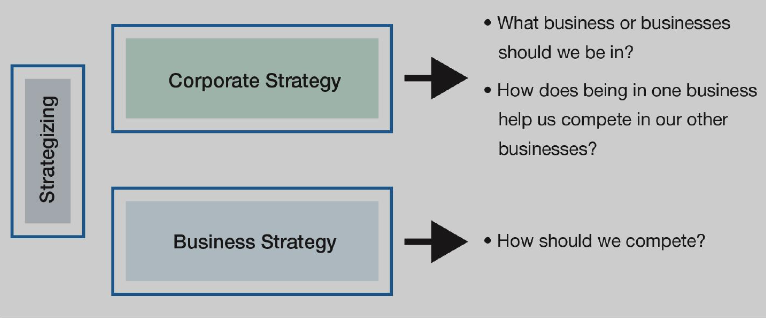 Strategizing
Corporate Strategy
• What business or businesses
should we be in?
• How does being in one business
help us compete in our other
businesses?
Business Strategy
• How should we compete?